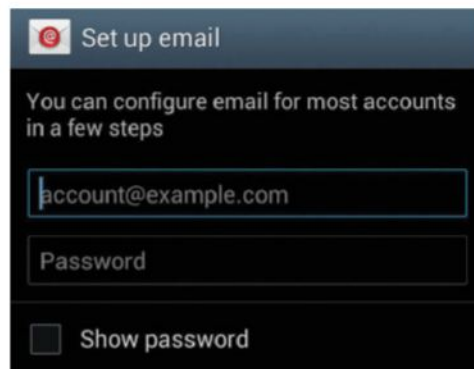 Set up email
You can configure email for most accounts
in a few steps
account@example.com
Password
Show password